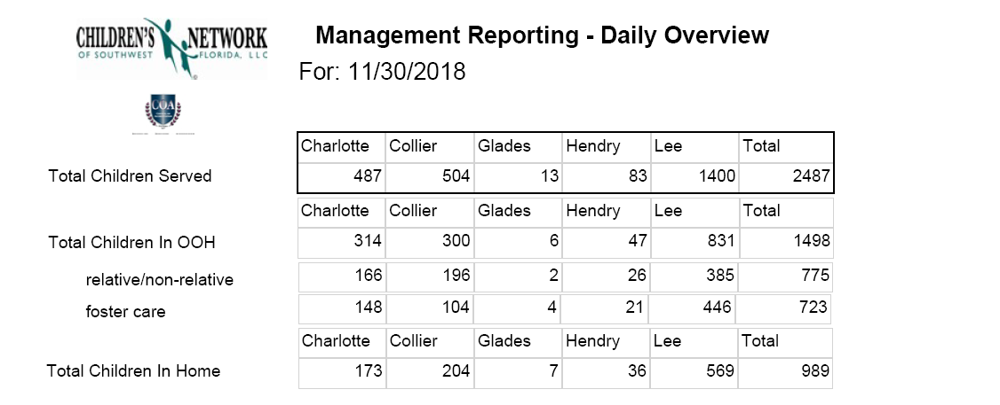 CHILDREN'S NETWORK
OF SOUTHWEST FLORIDA, LLC
©
COA
Management Reporting - Daily Overview
For: 11/30/2018
Charlotte Collier Glades Hendry Lee Total
Total Children Served 487 504 13 83 1400 2487
Charlotte Collier Glades Hendry Lee Total
Total Children In OOH 314 300 6 47 831 1498
relative/non-relative 166 196 2 26 385 775
foster care 148 104 4 21 446 723
Charlotte Collier Glades Hendry Lee Total
Total Children In Home 173 204 7 36 569 989